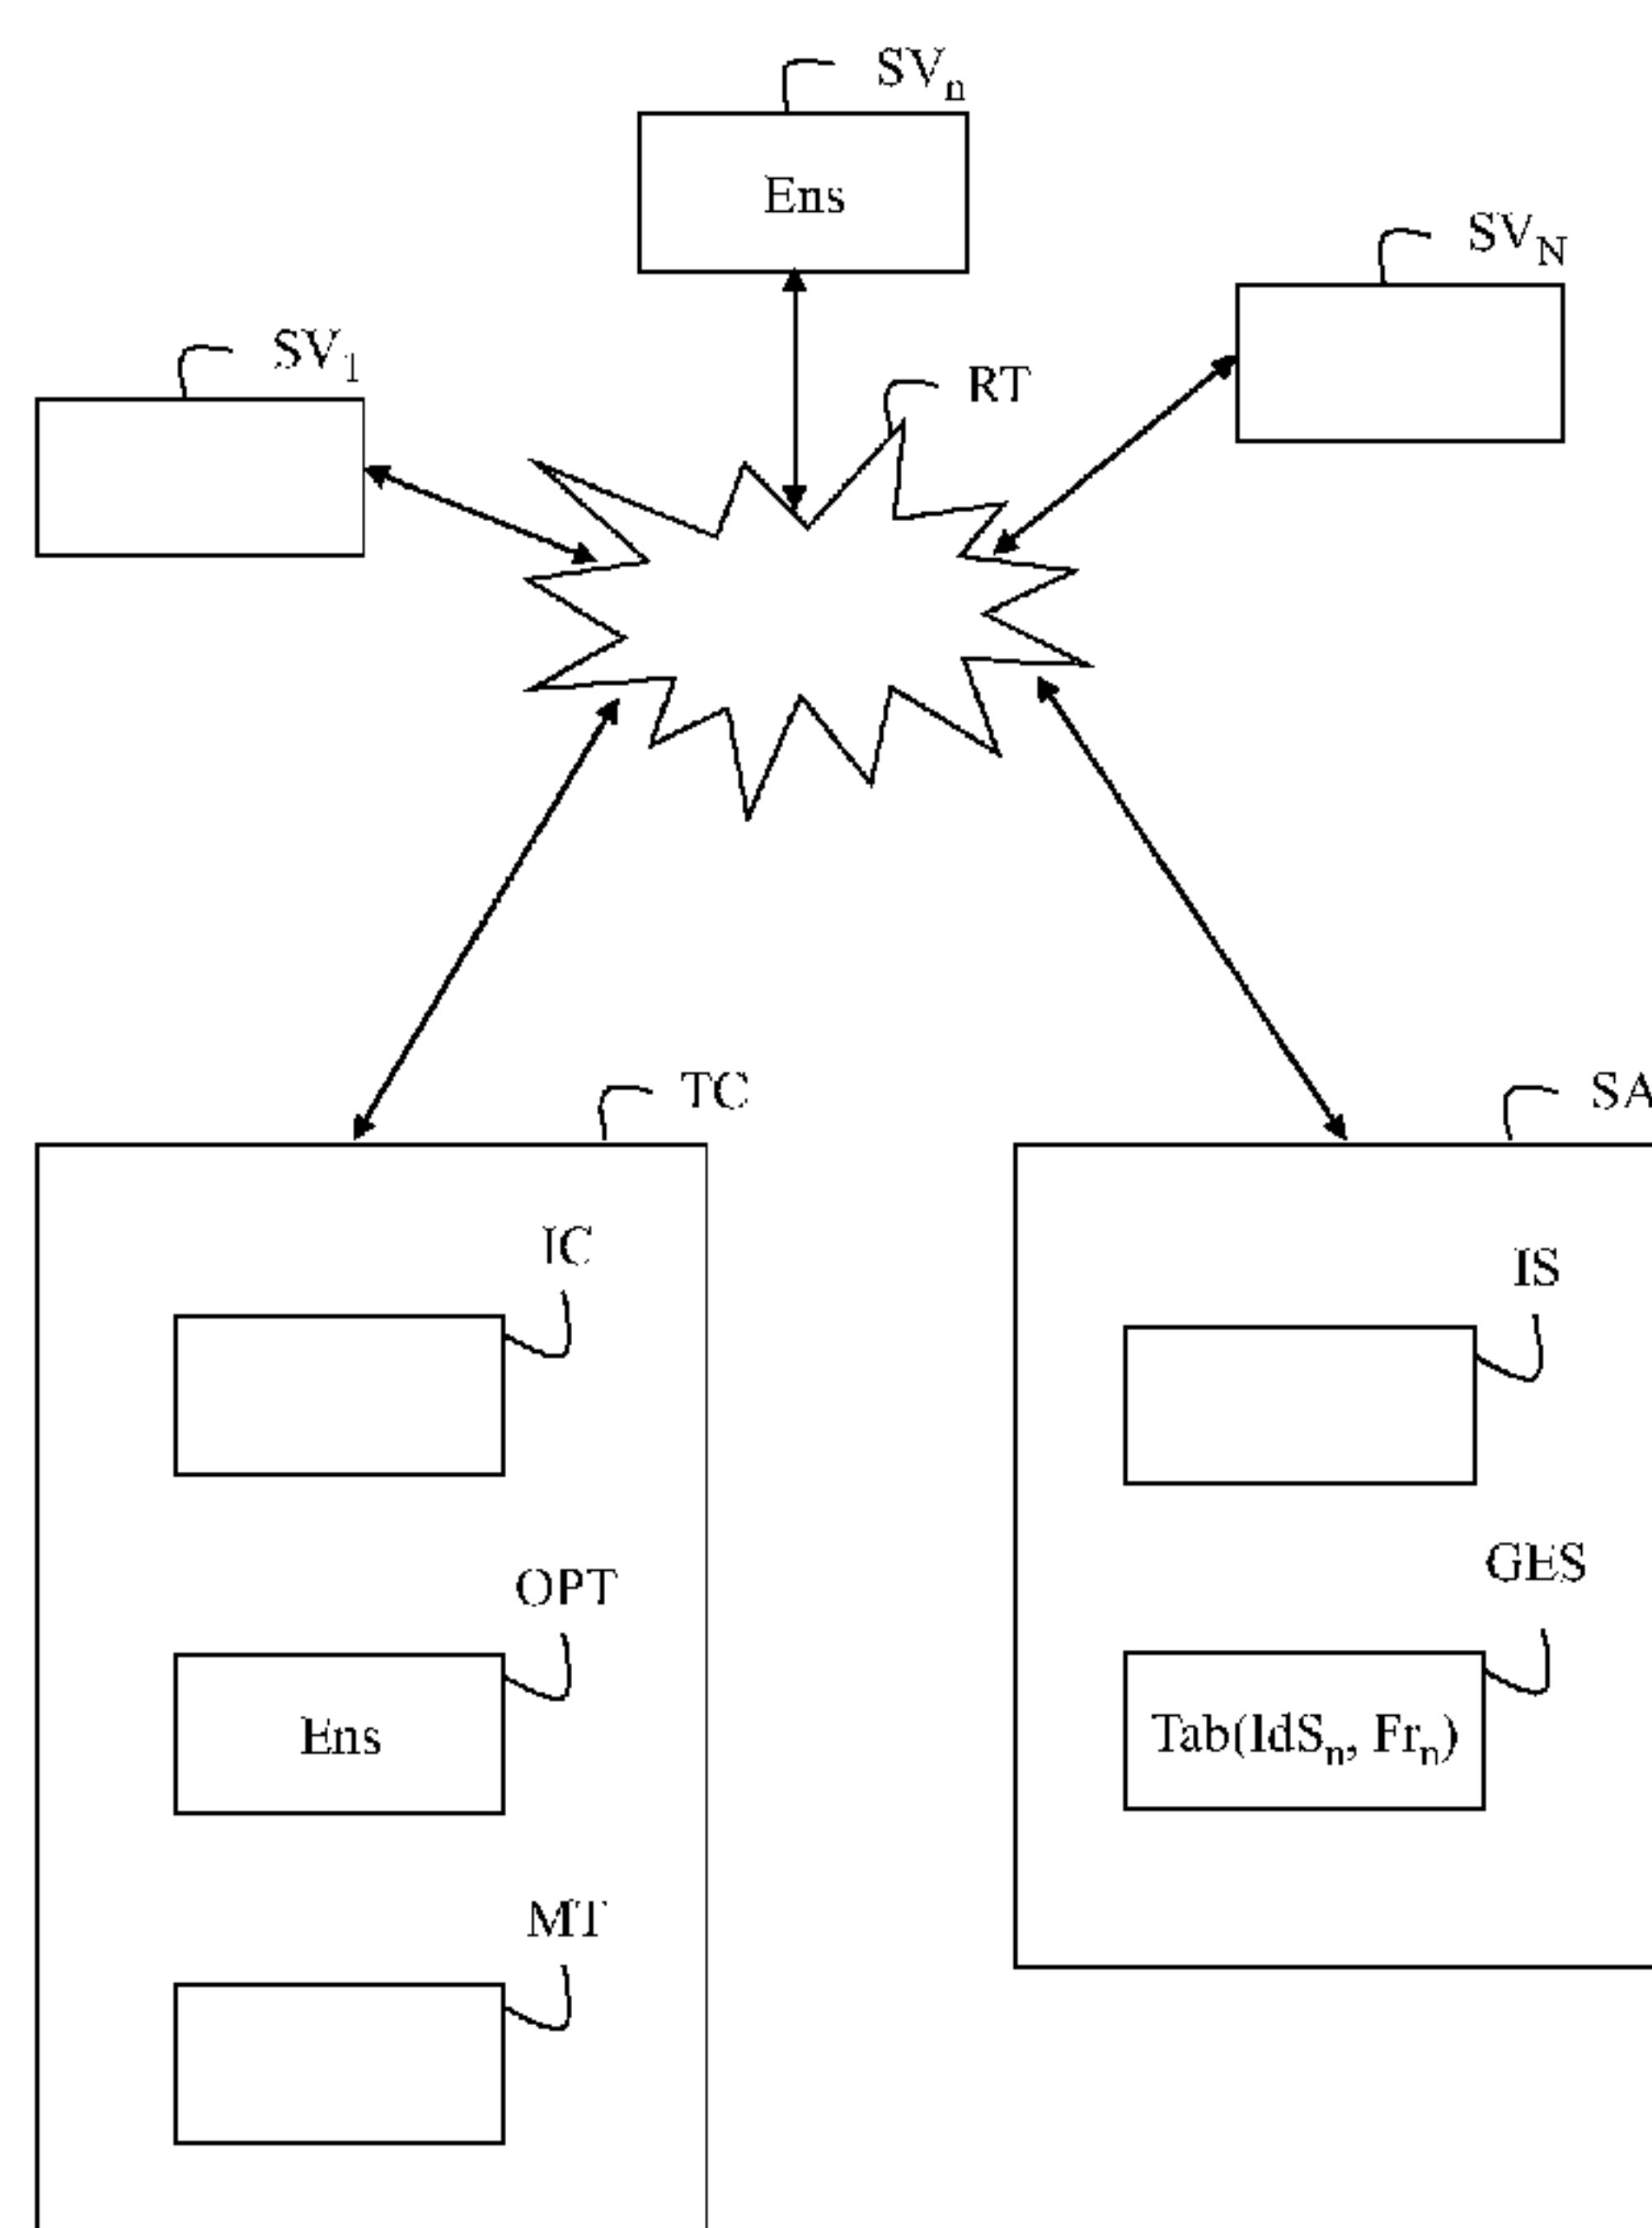 SVn
Ens
SVN
SV1
RT
TC
SA
IC
IS
OPT
GES
Ens
Tab(IdSn, Frn)
MT